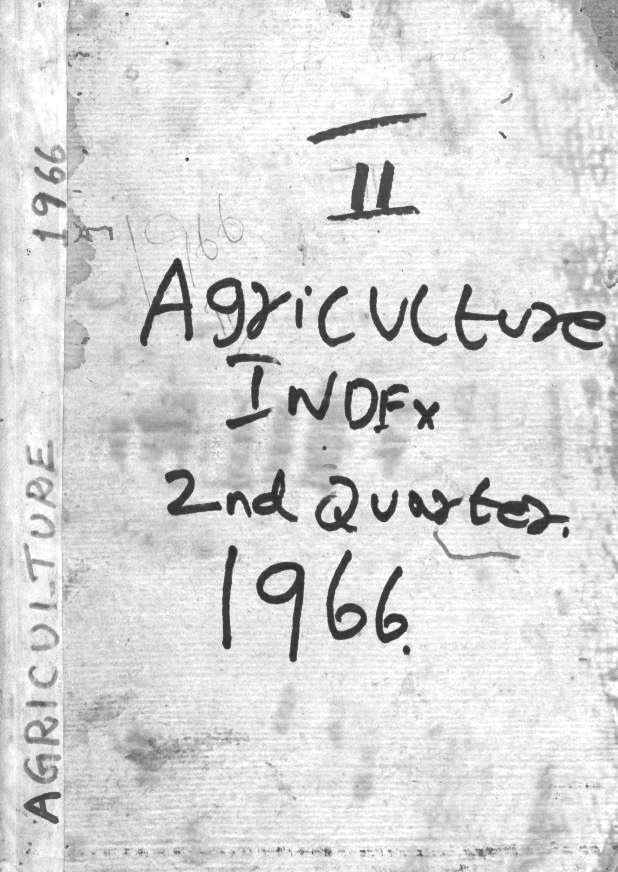 II
Agriculture
INDEx
2nd Quarter.
1966.
AGRICULTURE 1966
1966